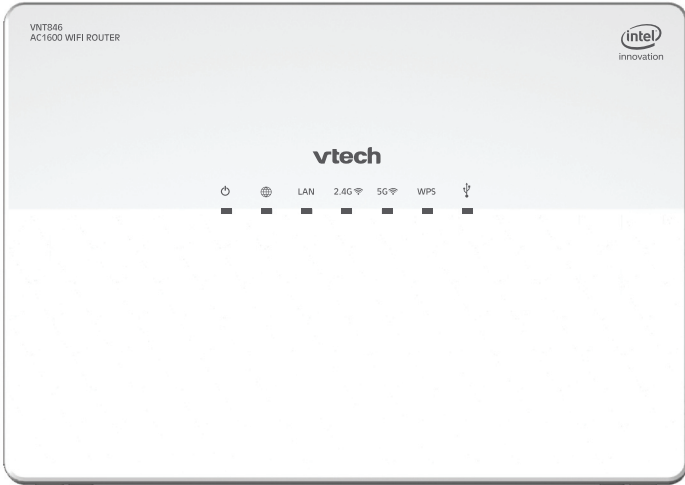 VNT846
AC1600 WIFI ROUTER
intel
innovation
vtech
LAN 2.4G 5G WPS